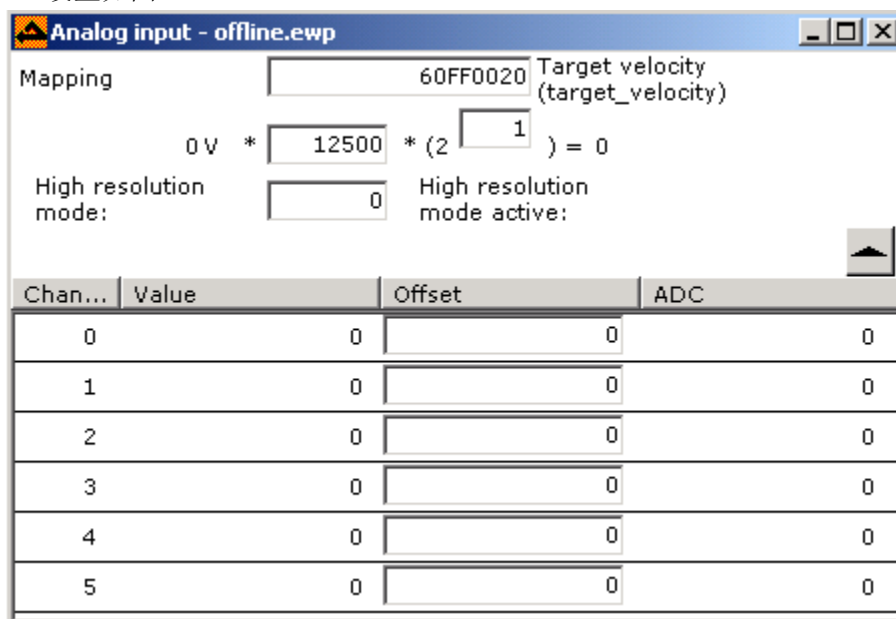 Analog input - offline.ewp
Mapping 60FF0020 Target velocity
(target_velocity)
0 V * 12500 * (2 1 ) = 0
High resolution mode: 0 High resolution mode active:
Chan... Value Offset ADC
0 0 0 0
1 0 0 0
2 0 0 0
3 0 0 0
4 0 0 0
5 0 0 0